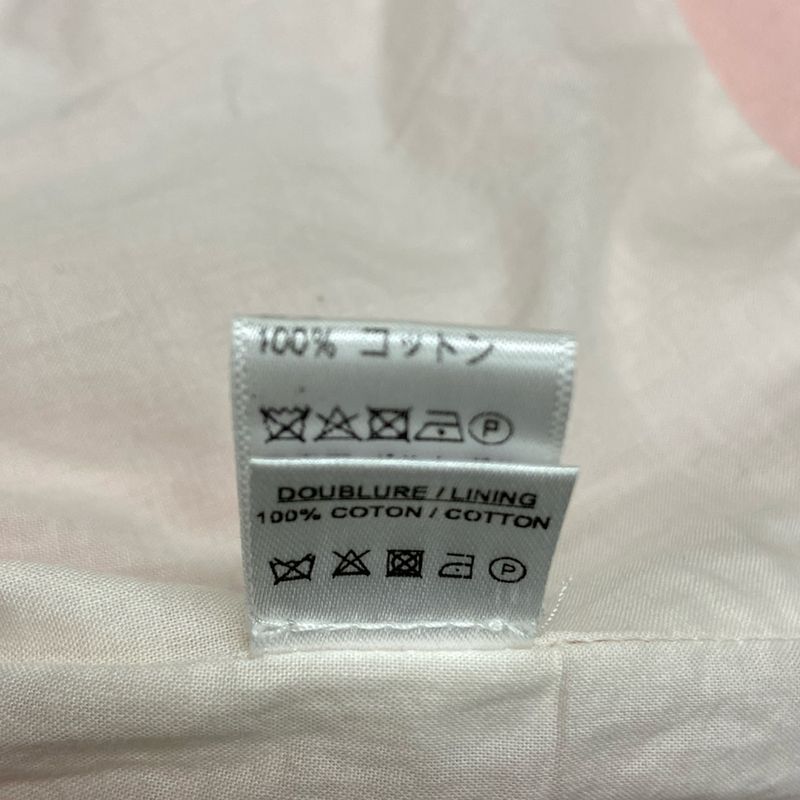 100% コットン
P
DOUBLURE / LINING
100% COTON / COTTON
P